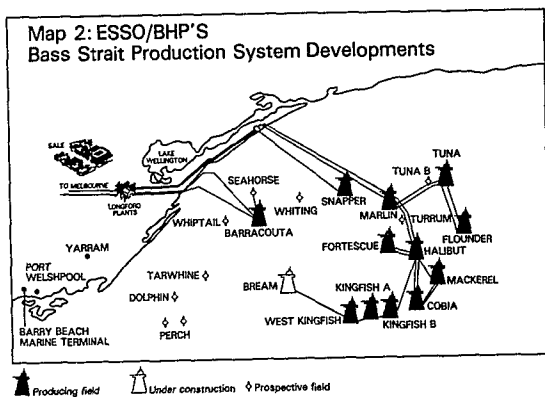 Map 2: ESSO/BHP'S
Bass Strait Production System Developments
SALE
LAKE
WELLINGTON
TO MELBOURNE
LONGFORD
PLANTS
SEAHORSE
WHITING
WHIPTAIL
BARRACOUTA
SNAPPER
TUNA
TUNA B
MARLIN
TURRUM
FLOUNDER
FORTESCUE
HALIBUT
MACKEREL
YARRAM
PORT
WELSHPOOL
TARWHINE
DOLPHIN
PERCH
BREAM
KINGFISH A
COBIA
WEST KINGFISH
KINGFISH B
BARRY BEACH
MARINE TERMINAL
Producing field
Under construction
Prospective field